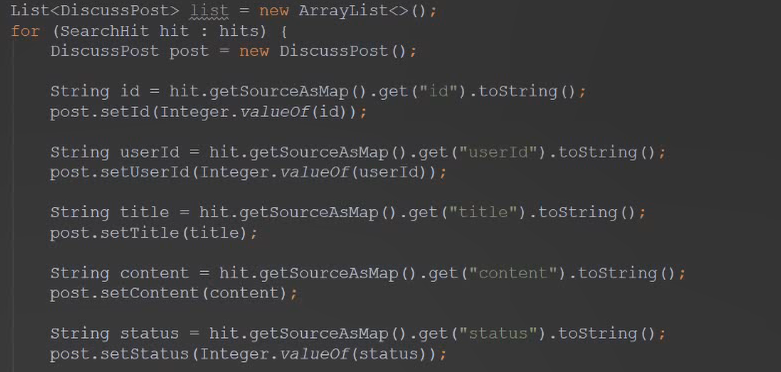 List<DiscussPost> list = new ArrayList<>();
for (SearchHit hit : hits) {
    DiscussPost post = new DiscussPost();

    String id = hit.getSourceAsMap().get("id").toString();
    post.setId(Integer.valueOf(id));

    String userId = hit.getSourceAsMap().get("userId").toString();
    post.setUserId(Integer.valueOf(userId));

    String title = hit.getSourceAsMap().get("title").toString();
    post.setTitle(title);

    String content = hit.getSourceAsMap().get("content").toString();
    post.setContent(content);

    String status = hit.getSourceAsMap().get("status").toString();
    post.setStatus(Integer.valueOf(status));